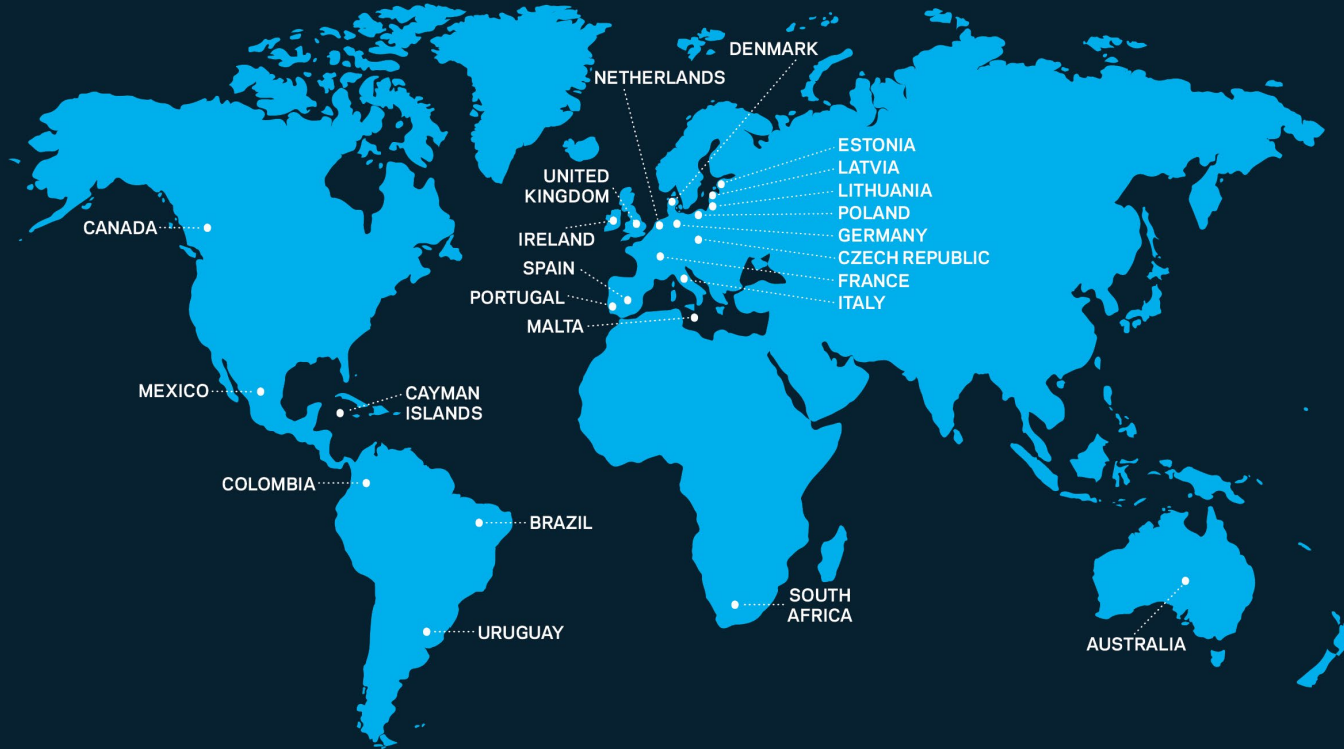 DENMARK
NETHERLANDS
ESTONIA
LATVIA
LITHUANIA
POLAND
GERMANY
CZECH REPUBLIC
FRANCE
ITALY
UNITED
KINGDOM
IRELAND
SPAIN
PORTUGAL
MALTA
CANADA
MEXICO
CAYMAN
ISLANDS
COLOMBIA
BRAZIL
URUGUAY
SOUTH
AFRICA
AUSTRALIA